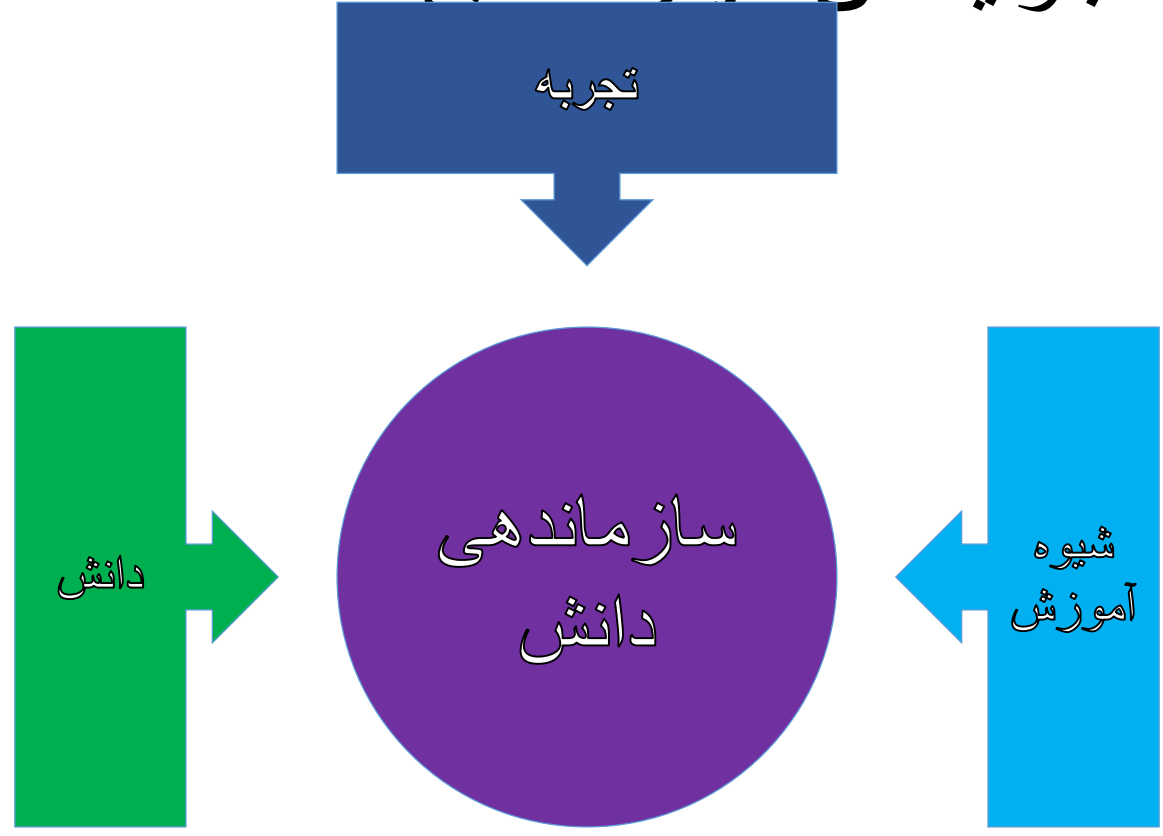 تجربه
سازماندهی
دانش
شیوه
آموزش
دانش